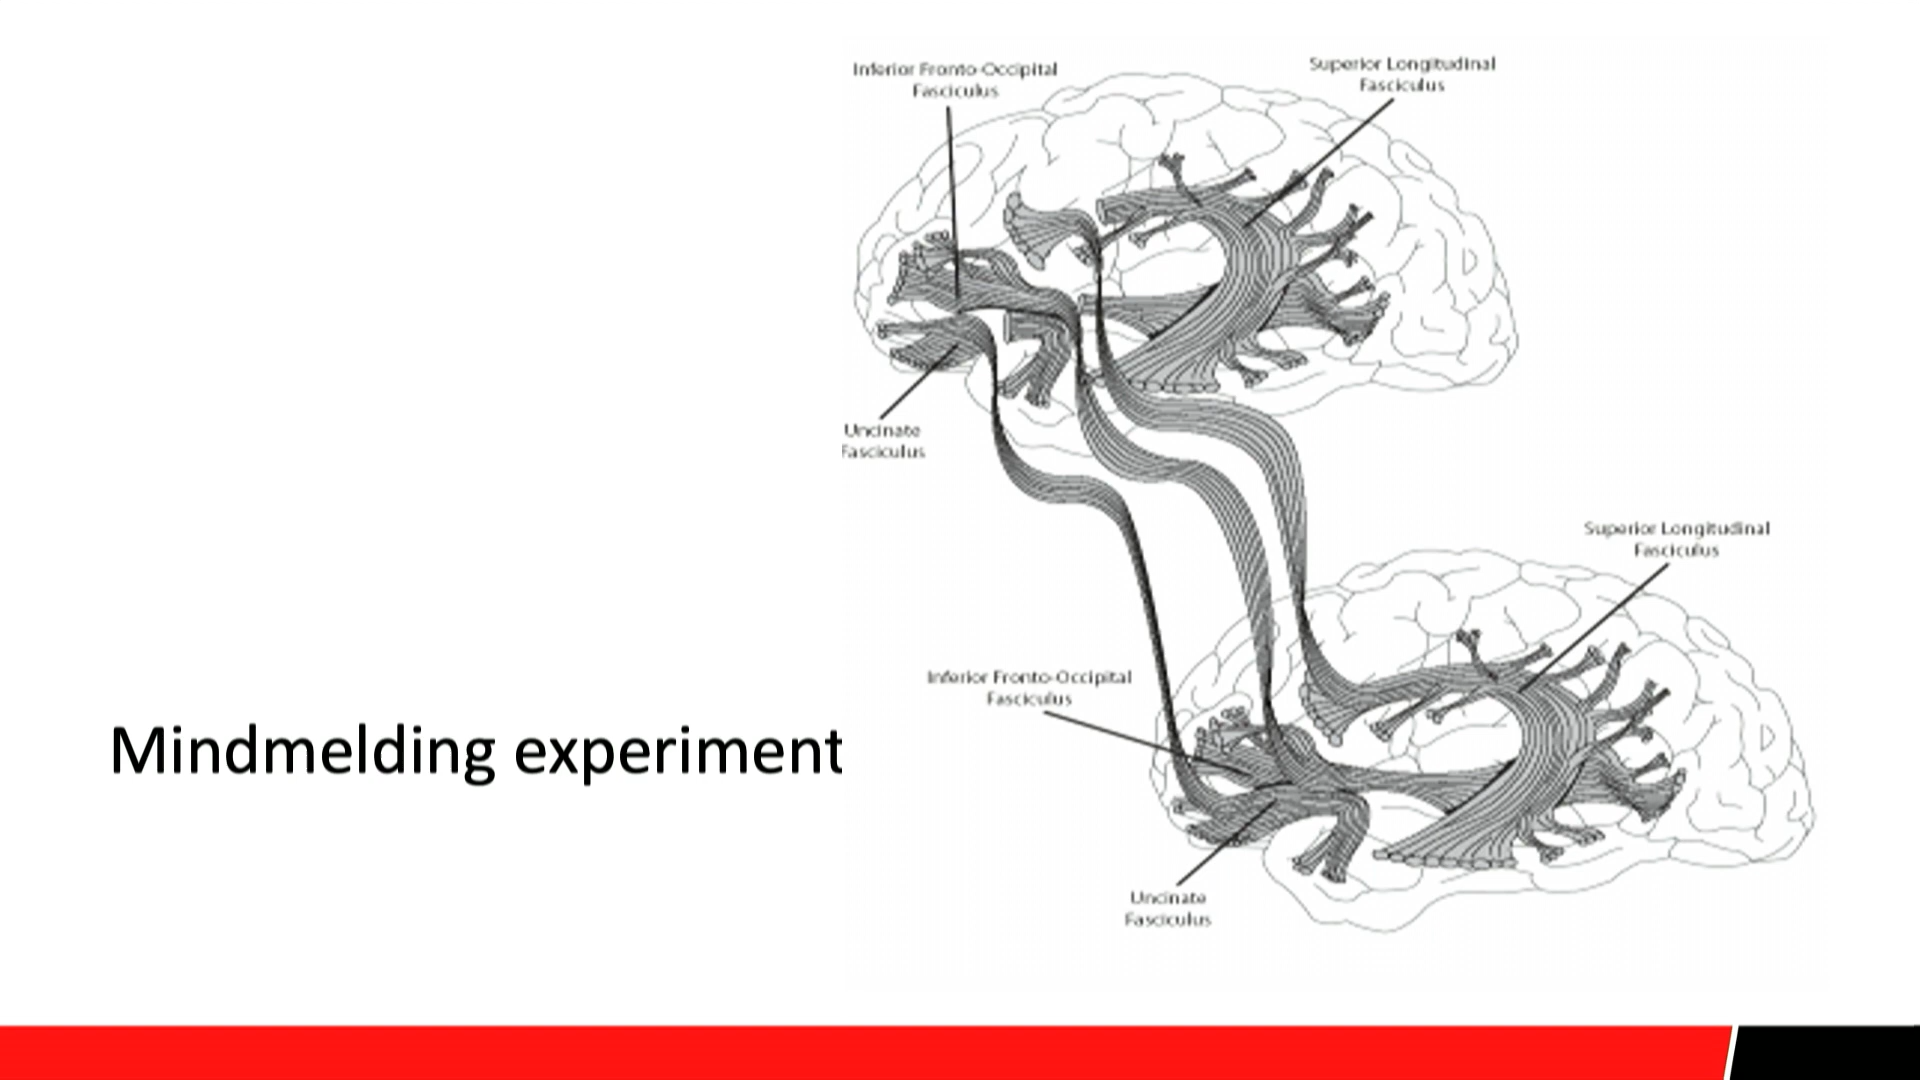 Inferior Fronto-Occipital
Fasciculus
Superior Longitudinal
Fasciculus
Uncinate
Fasciculus
Superior Longitudinal
Fasciculus
Inferior Fronto-Occipital
Fasciculus
Mindmelding experiment
Uncinate
Fasciculus